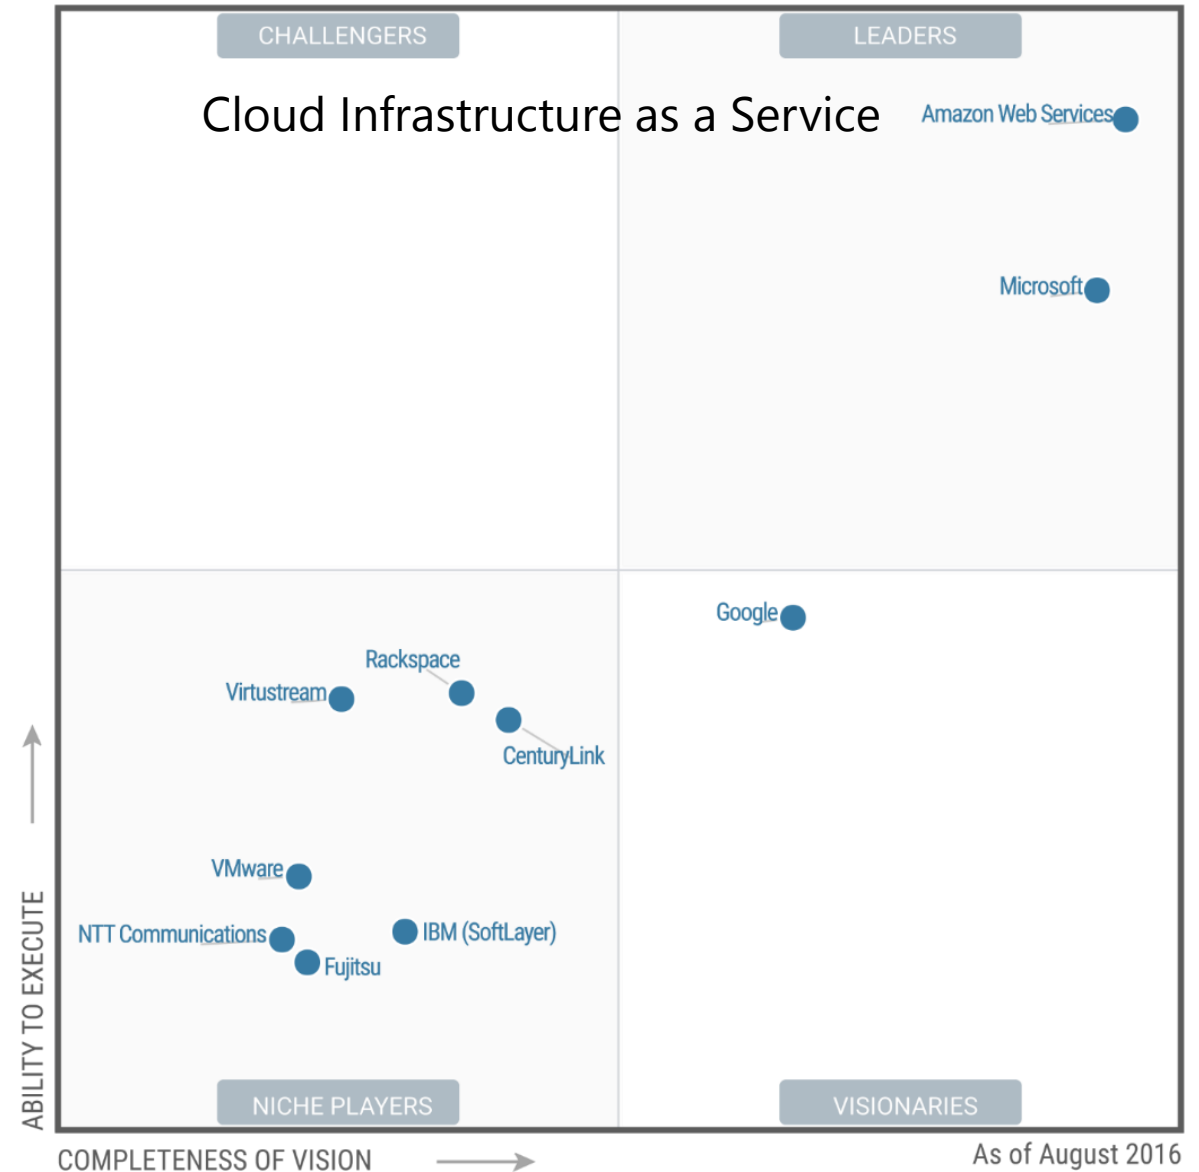 CHALLENGERS
LEADERS
Cloud Infrastructure as a Service
Amazon Web Services
Microsoft
Google
Rackspace
Virtustream
CenturyLink
VMware
NTT Communications
IBM (SoftLayer)
Fujitsu
ABILITY TO EXECUTE
NICHE PLAYERS
VISIONARIES
COMPLETENESS OF VISION
As of August 2016